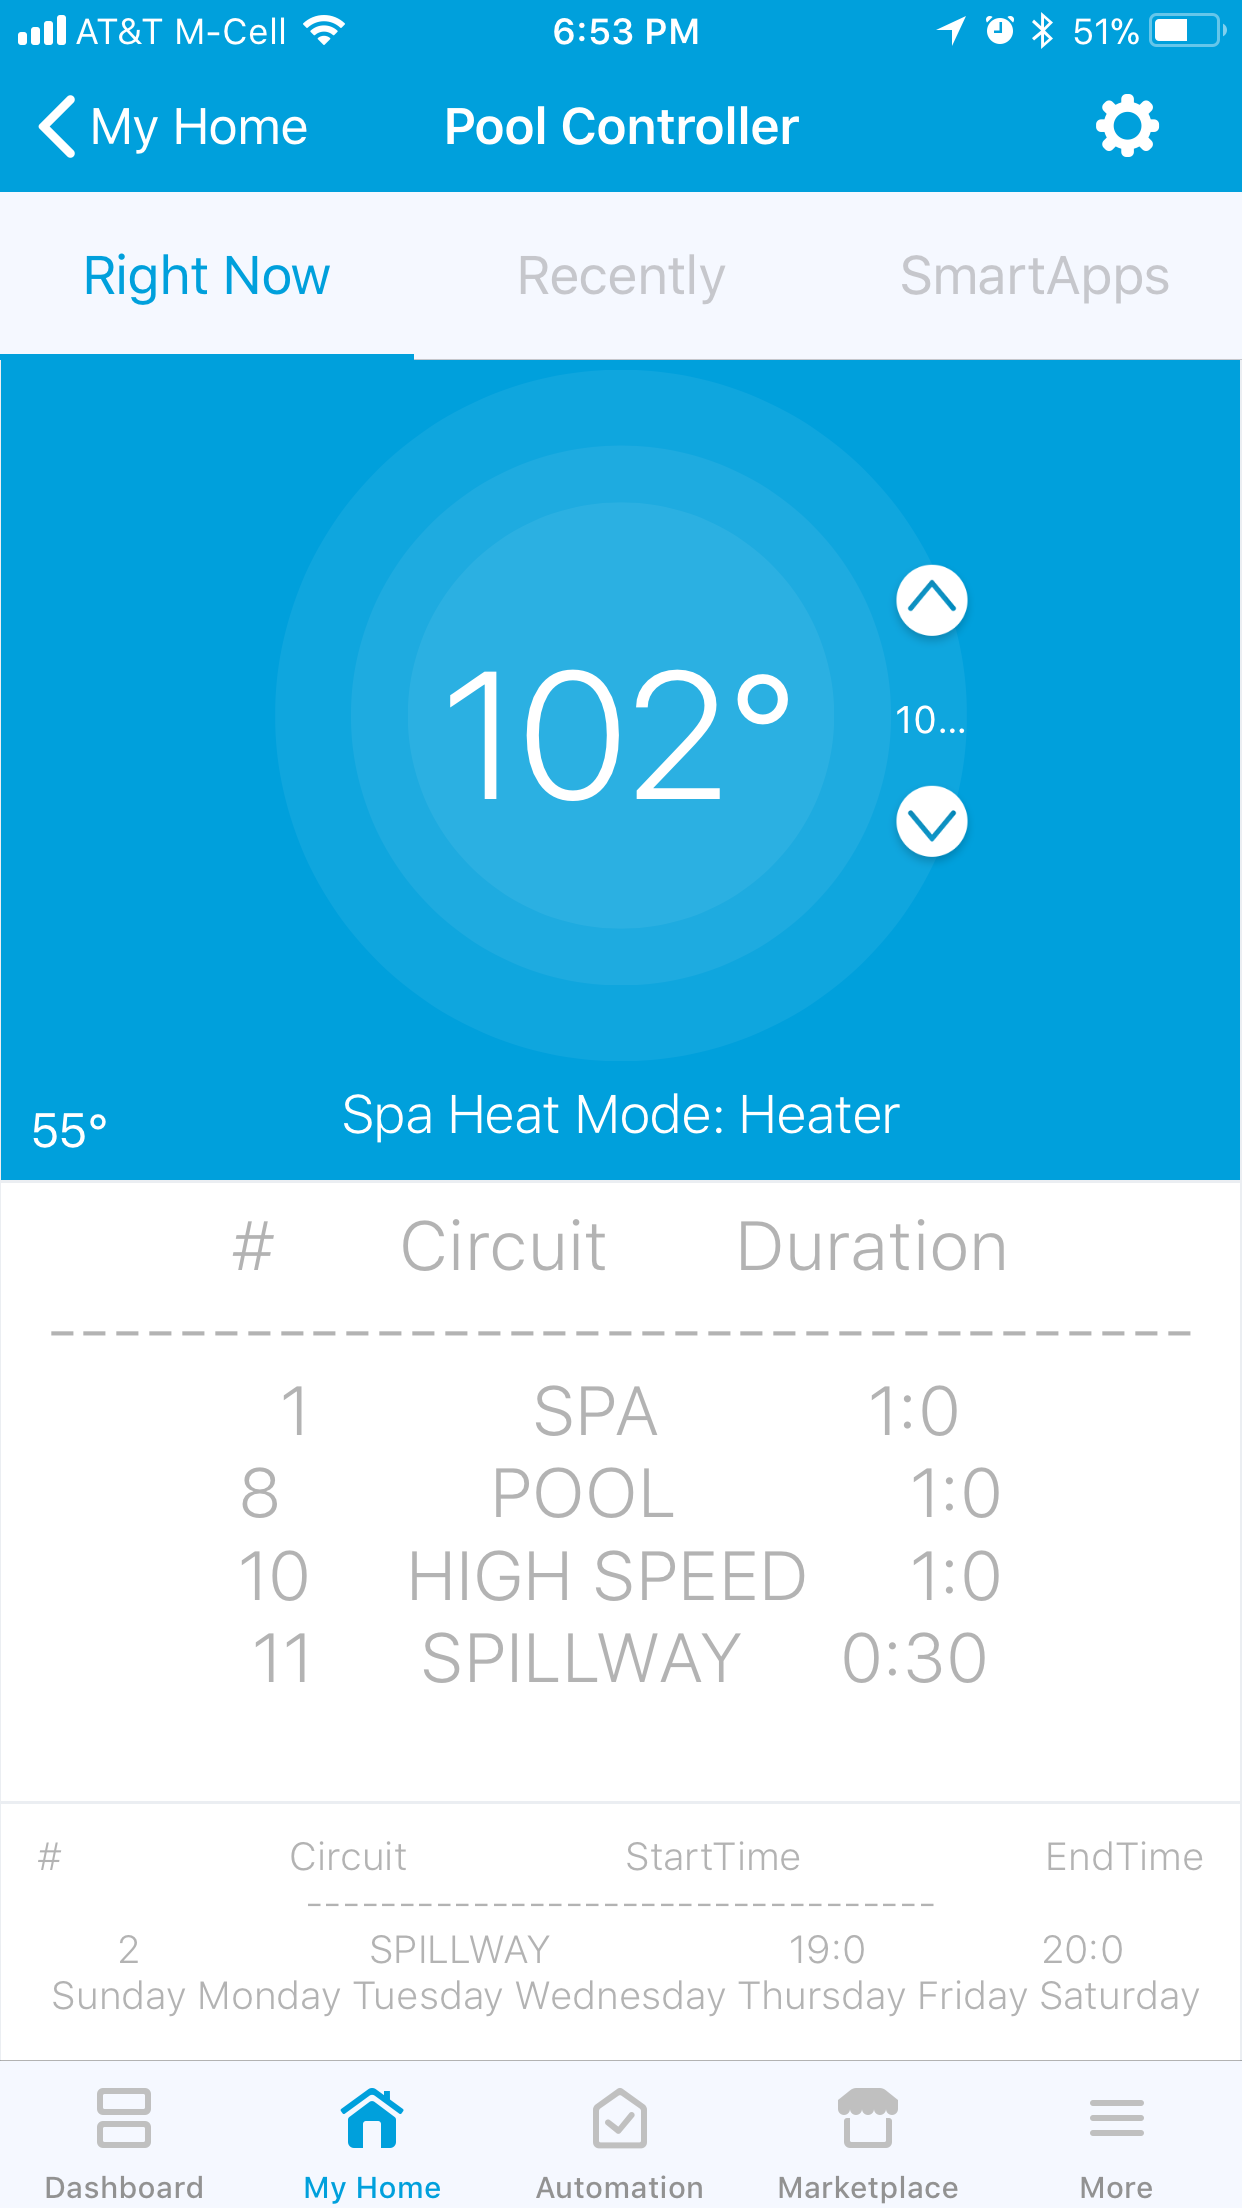 AT&T M-Cell 6:53 PM 51%
My Home Pool Controller
Right Now Recently SmartApps
102°
10...
Spa Heat Mode: Heater
55°
# Circuit Duration
-----------------------------------
1 SPA 1:0
8 POOL 1:0
10 HIGH SPEED 1:0
11 SPILLWAY 0:30
# Circuit StartTime EndTime
-----------------------------------
2 SPILLWAY 19:0 20:0
Sunday Monday Tuesday Wednesday Thursday Friday Saturday
Dashboard My Home Automation Marketplace More